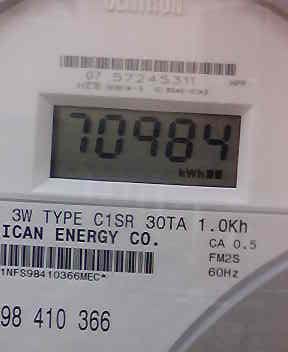 CENTRON
07 57245311
70984
kWh
3W TYPE C1SR 30TA 1.0Kh
ICAN ENERGY CO.
CA 0.5
FM2S
60Hz
1NFS98410366MEC*
98 410 366